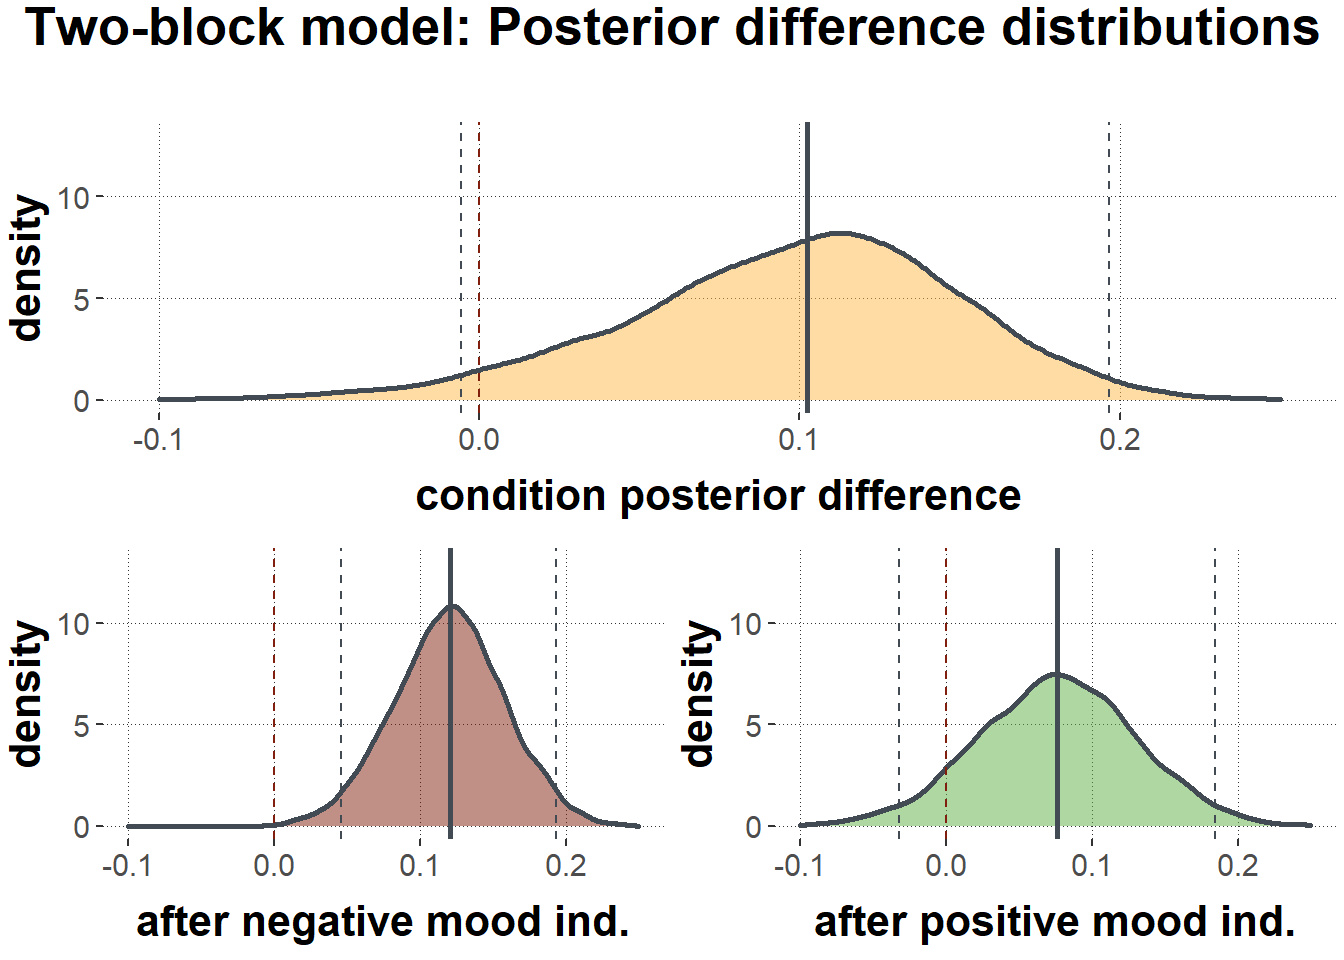 Two-block model: Posterior difference distributions
density
10
5
0
-0.1 0.0 0.1 0.2
condition posterior difference
density
10
5
0
-0.1 0.0 0.1 0.2
after negative mood ind.
density
10
5
0
-0.1 0.0 0.1 0.2
after positive mood ind.